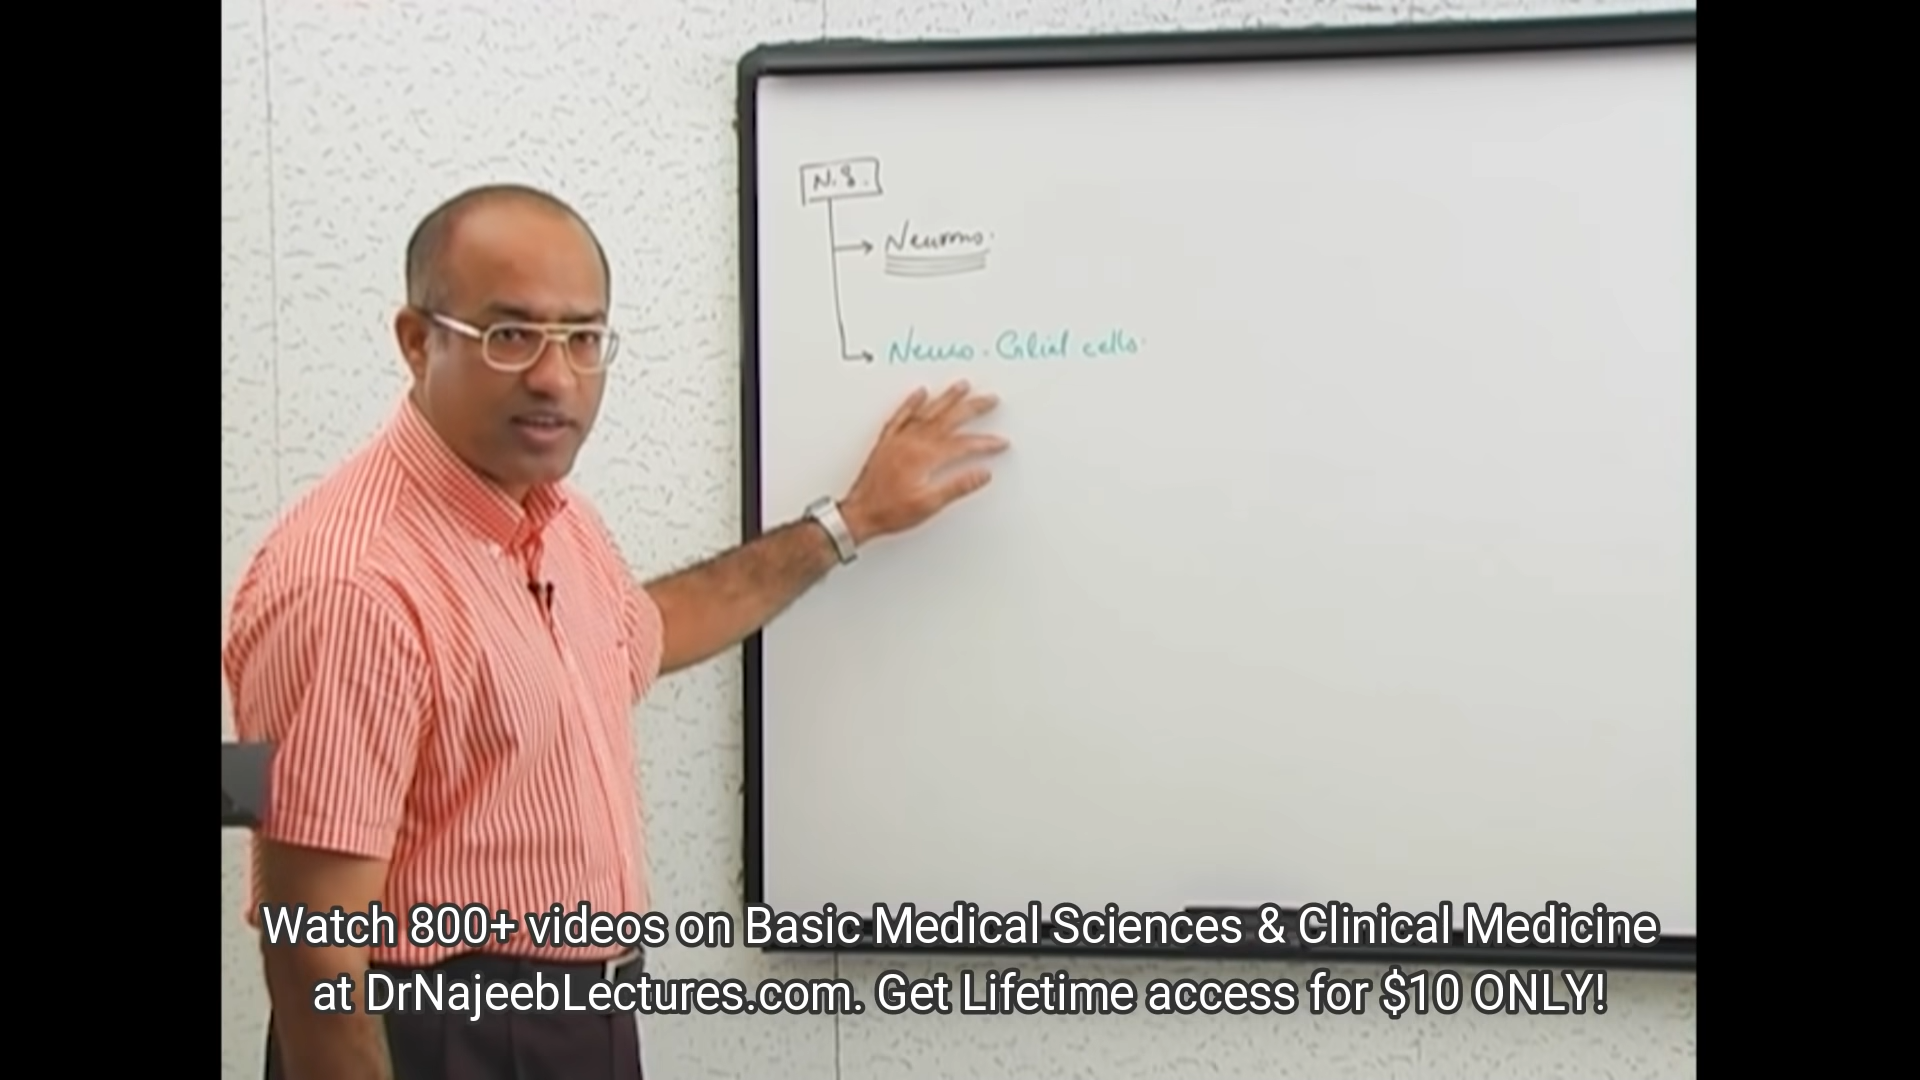 N.S.
Neurons.
Neuro-Glial cells.
Watch 800+ videos on Basic Medical Sciences & Clinical Medicine
at DrNajeebLectures.com. Get Lifetime access for $10 ONLY!